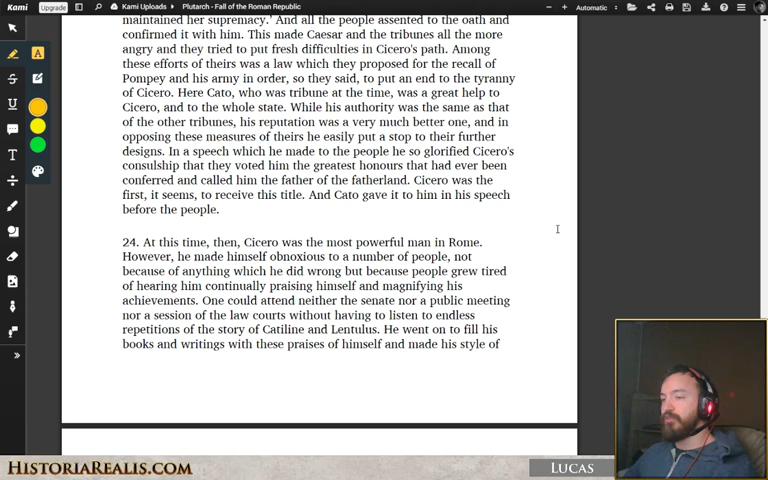 Kami
Upgrade
Kami Uploads > Plutarch - Fall of the Roman Republic
Automatic
maintained her supremacy.' And all the people assented to the oath and
confirmed it with him. This made Caesar and the tribunes all the more
angry and they tried to put fresh difficulties in Cicero's path. Among
these efforts of theirs was a law which they proposed for the recall of
Pompey and his army in order, so they said, to put an end to the tyranny
of Cicero. Here Cato, who was tribune at the time, was a great help to
Cicero, and to the whole state. While his authority was the same as that
of the other tribunes, his reputation was a very much better one, and in
opposing these measures of theirs he easily put a stop to their further
designs. In a speech which he made to the people he so glorified Cicero's
consulship that they voted him the greatest honours that had ever been
conferred and called him the father of the fatherland. Cicero was the
first, it seems, to receive this title. And Cato gave it to him in his speech
before the people.
24. At this time, then, Cicero was the most powerful man in Rome.
However, he made himself obnoxious to a number of people, not
because of anything which he did wrong but because people grew tired
of hearing him continually praising himself and magnifying his
achievements. One could attend neither the senate nor a public meeting
nor a session of the law courts without having to listen to endless
repetitions of the story of Catiline and Lentulus. He went on to fill his
books and writings with these praises of himself and made his style of
HistoriaRealis.com
Lucas